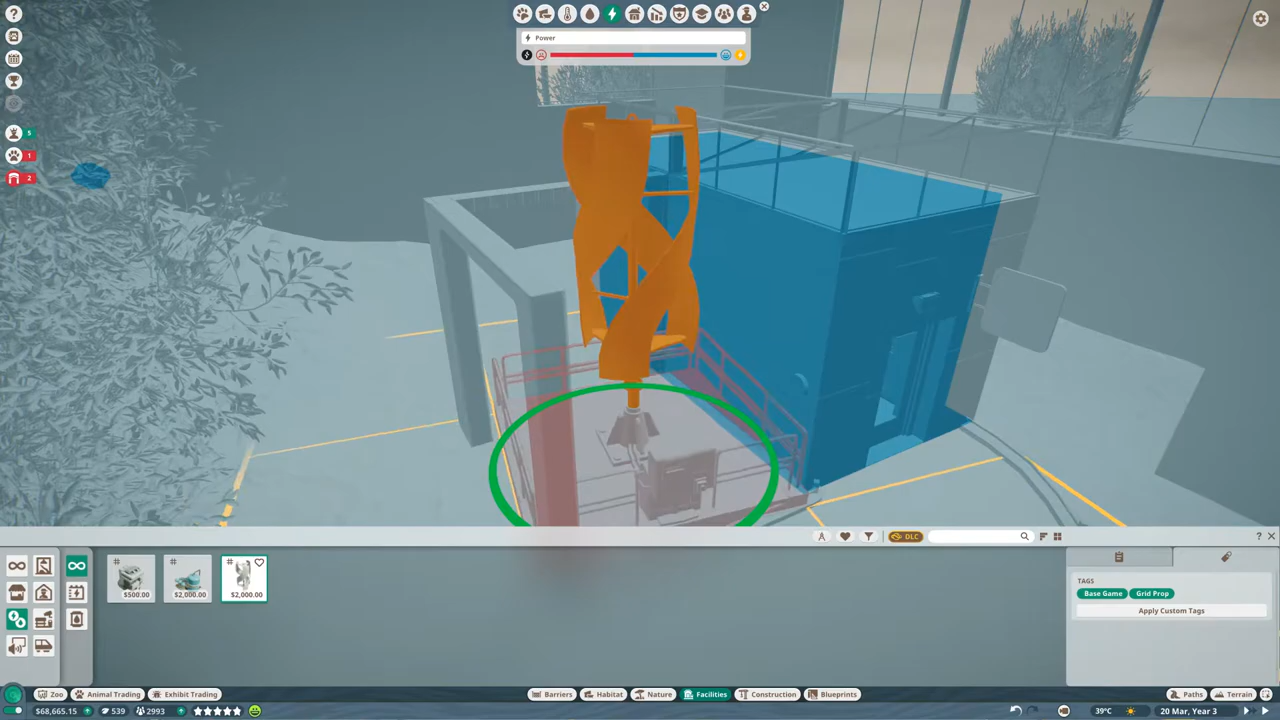 ?
Power
5
1
2
DLC
?
$500.00
$2,000.00
$2,000.00
TAGS
Base Game
Grid Prop
Apply Custom Tags
Zoo
Animal Trading
Exhibit Trading
Barriers
Habitat
Nature
Facilities
Construction
Blueprints
Paths
Terrain
$68,665.15
539
2993
39°C
20 Mar, Year 3